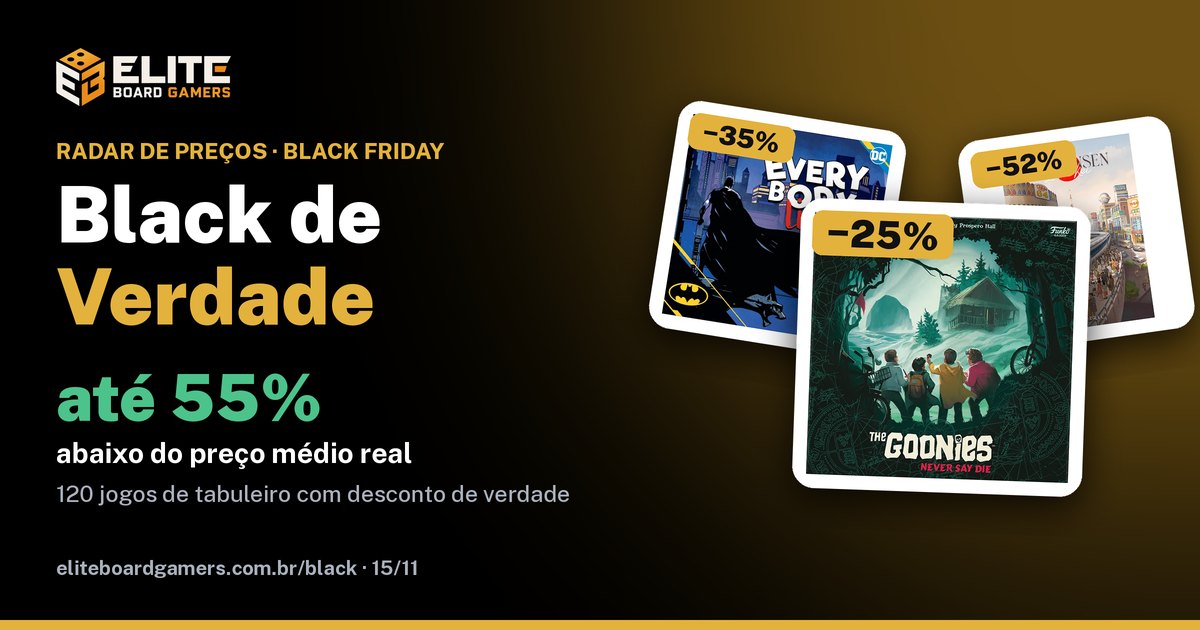 ELITE
BOARD GAMERS
RADAR DE PREÇOS · BLACK FRIDAY
Black de
Verdade
até 55%
abaixo do preço médio real
120 jogos de tabuleiro com desconto de verdade
eliteboardgamers.com.br/black · 15/11
−35%
DC
EVERY
BODY
−52%
−25%
Prospero Hall
Funko
GAMES
THE GOONIES
NEVER SAY DIE